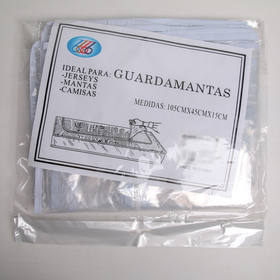 IDEAL PARA: GUARDAMANTAS
-JERSEYS
-MANTAS
-CAMISAS
MEDIDAS: 105CMX45CMX15CM